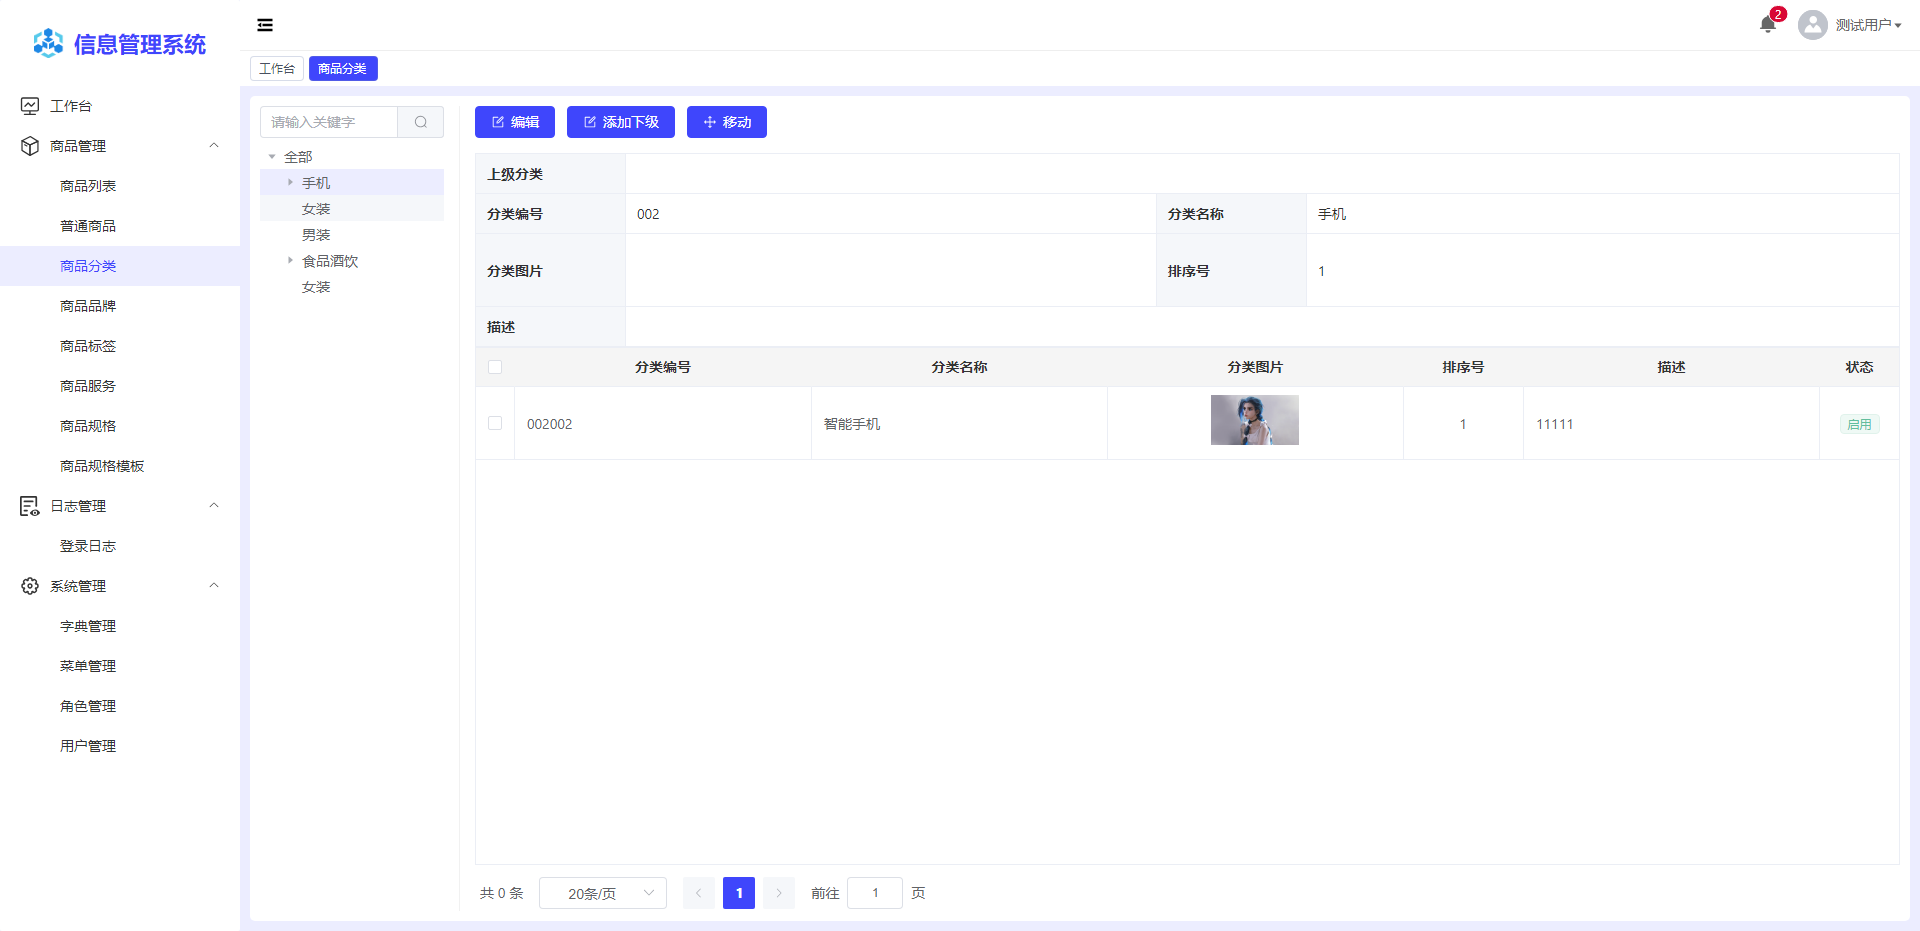 信息管理系统
2
测试用户
工作台
商品分类
工作台
商品管理
商品列表
普通商品
商品分类
商品品牌
商品标签
商品服务
商品规格
商品规格模板
日志管理
登录日志
系统管理
字典管理
菜单管理
角色管理
用户管理
请输入关键字
全部
手机
女装
男装
食品酒饮
女装
编辑
添加下级
移动
上级分类
分类编号 002 分类名称 手机
分类图片 排序号 1
描述
分类编号 分类名称 分类图片 排序号 描述 状态
002002 智能手机 1 11111 启用
共 0 条 20条/页 1 前往 1 页